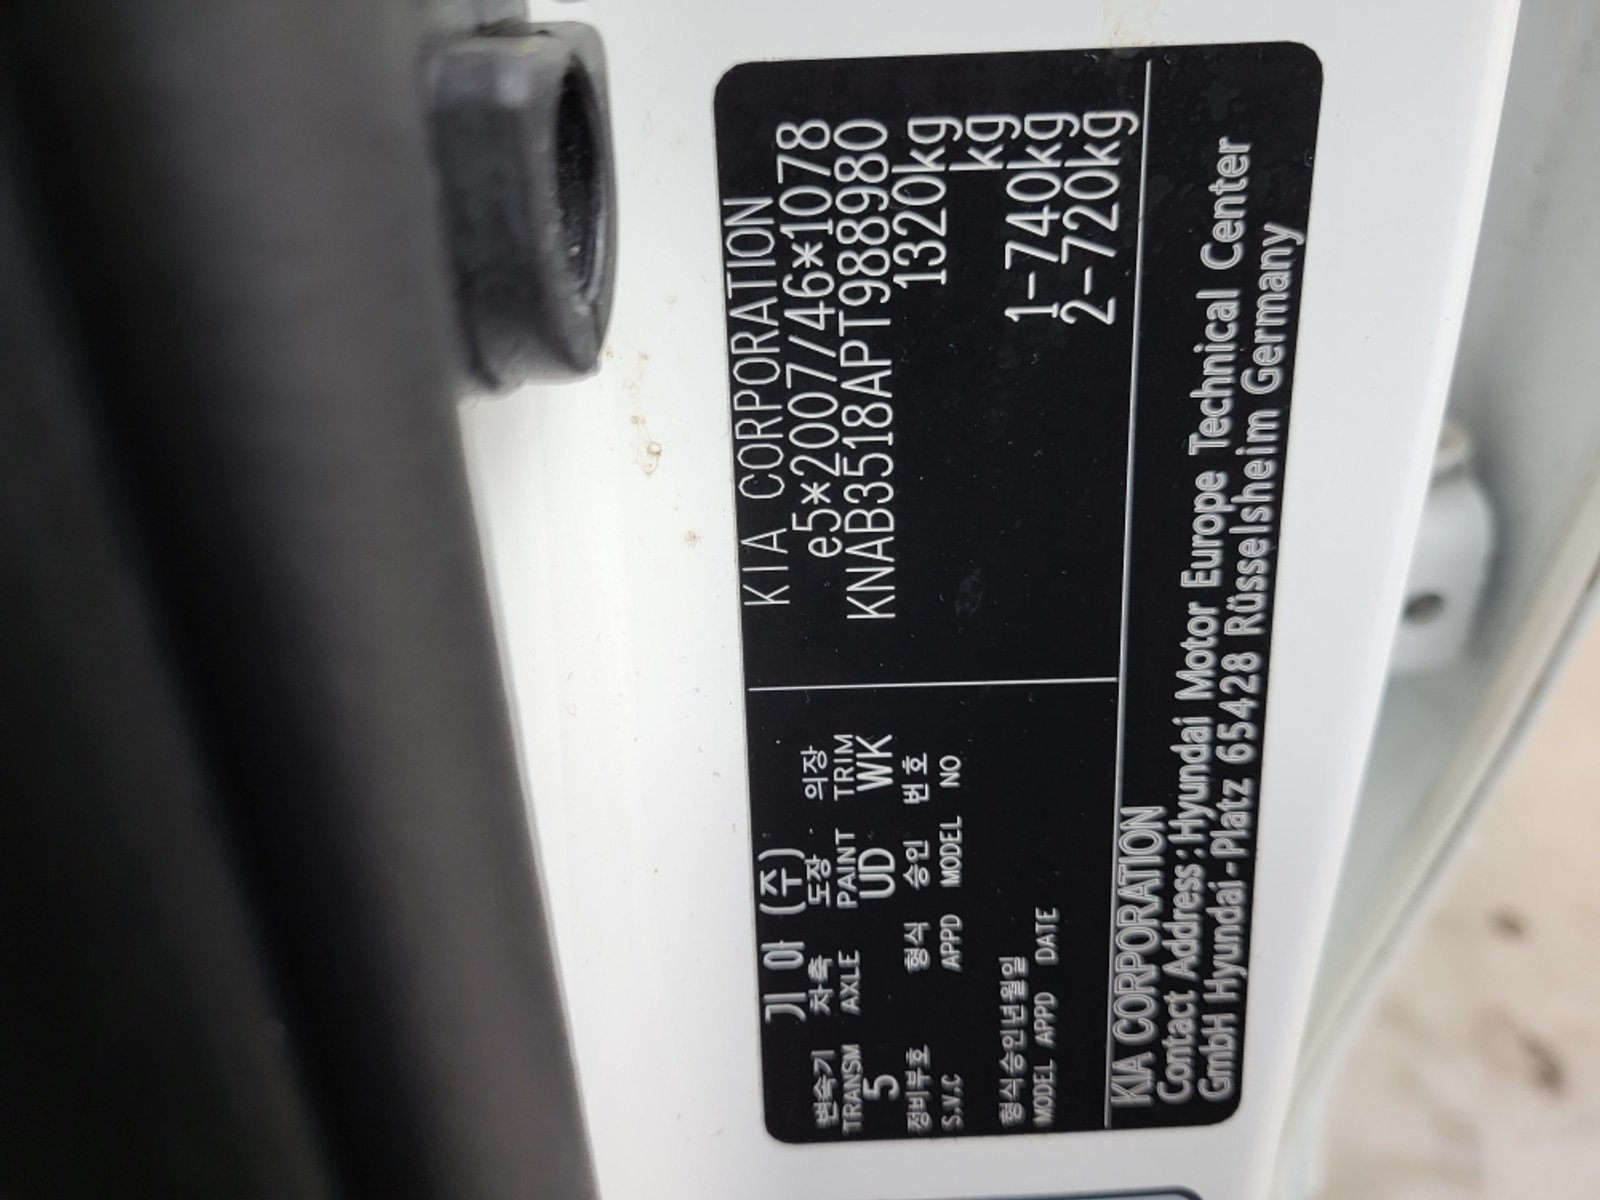 기아 (주)
KIA CORPORATION
변속기 차축 도장 의장
TRANSM AXLE PAINT TRIM
5 UD WK
e5*2007/46*1078
KNAB3518APT988980
1320kg
kg
1-740kg
2-720kg
정비부호 형식 승인 번호
S.V.C APPD MODEL NO
형식승인년월일
MODEL APPD DATE
KIA CORPORATION
Contact Address:Hyundai Motor Europe Technical Center
GmbH Hyundai-Platz 65428 Rüsselsheim Germany